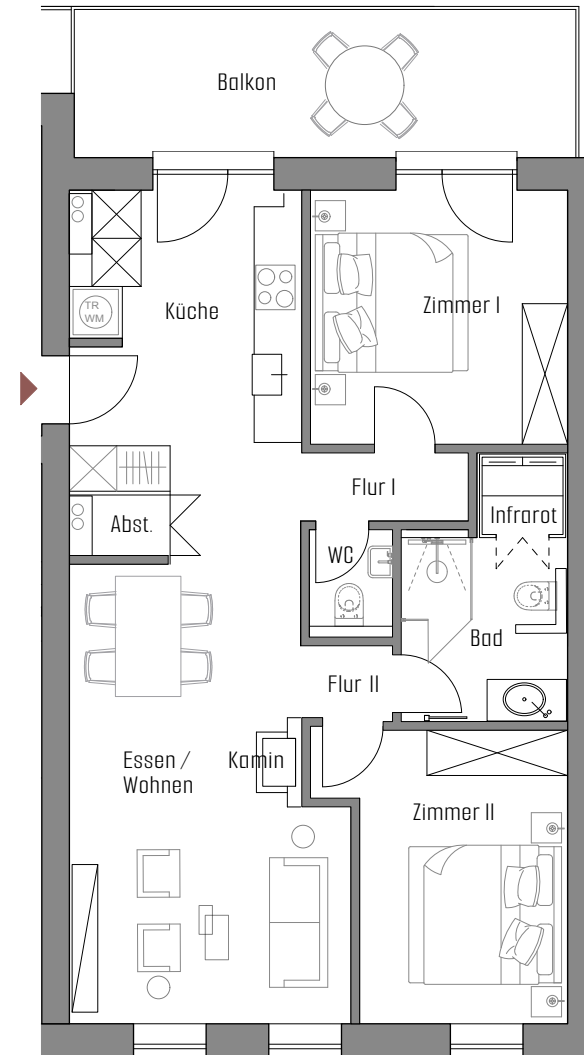 Balkon
TR
WM
Küche
Zimmer I
Flur I
Abst.
WC
Infrarot
Bad
Flur II
Essen /
Wohnen
Kamin
Zimmer II